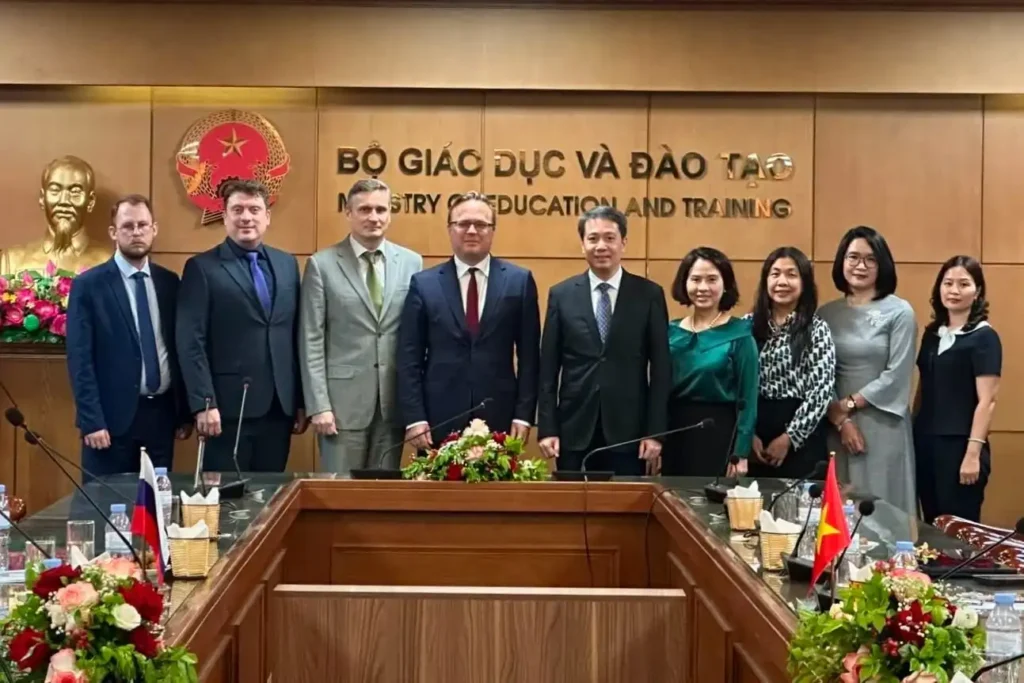 BỘ GIÁO DỤC VÀ ĐÀO TẠO
MINISTRY OF EDUCATION AND TRAINING